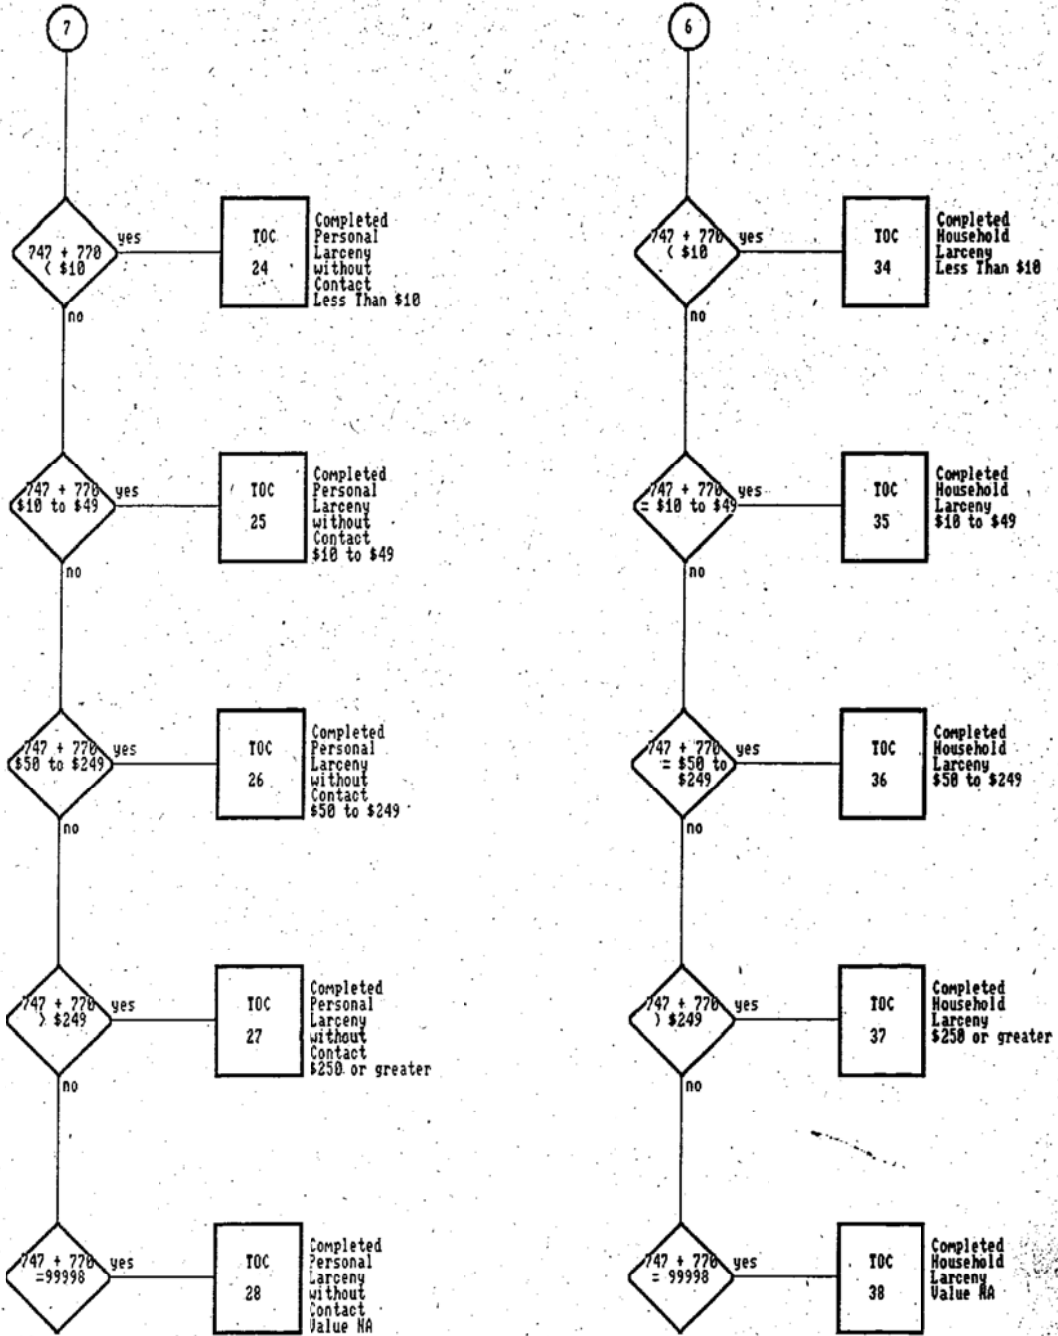 7
747 + 770
< $10
yes
no
TOC
24
Completed
Personal
Larceny
without
Contact
Less Than $10
747 + 770
$10 to $49
yes
no
TOC
25
Completed
Personal
Larceny
without
Contact
$10 to $49
747 + 770
$50 to $249
yes
no
TOC
26
Completed
Personal
Larceny
without
Contact
$50 to $249
747 + 770
> $249
yes
no
TOC
27
Completed
Personal
Larceny
without
Contact
$250 or greater
747 + 770
=99998
yes
TOC
28
Completed
Personal
Larceny
without
Contact
Value NA
6
747 + 770
< $10
yes
no
TOC
34
Completed
Household
Larceny
Less Than $10
747 + 770
= $10 to $49
yes
no
TOC
35
Completed
Household
Larceny
$10 to $49
747 + 770
= $50 to
$249
yes
no
TOC
36
Completed
Household
Larceny
$50 to $249
747 + 770
> $249
yes
no
TOC
37
Completed
Household
Larceny
$250 or greater
747 + 770
= 99998
yes
TOC
38
Completed
Household
Larceny
Value NA